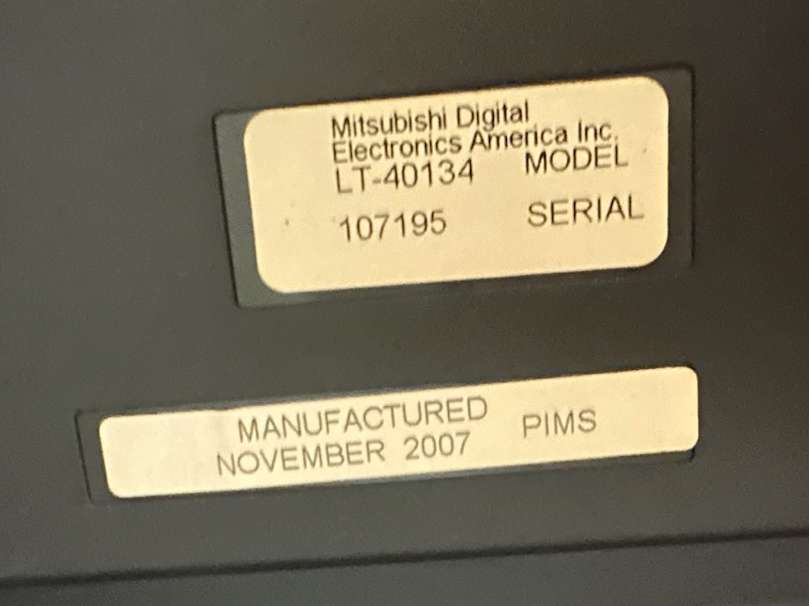 Mitsubishi Digital
Electronics America Inc.
LT-40134 MODEL
107195 SERIAL
MANUFACTURED
NOVEMBER 2007 PIMS